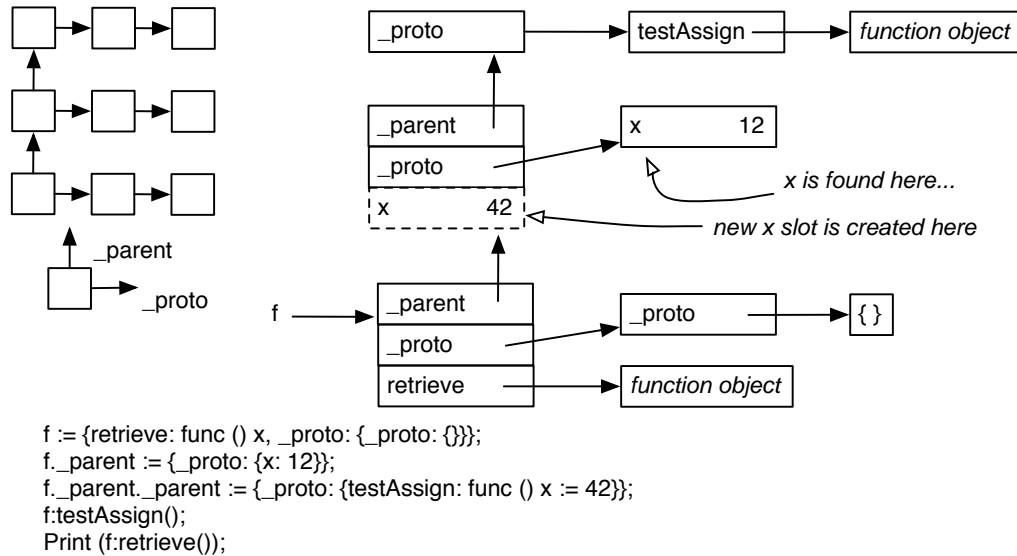 _parent
_proto
_proto
testAssign
function object
_parent
_proto
x 42
x 12
x is found here...
new x slot is created here
f
_parent
_proto
retrieve
_proto
{ }
function object
f := {retrieve: func () x, _proto: {_proto: {}}};
f._parent := {_proto: {x: 12}};
f._parent._parent := {_proto: {testAssign: func () x := 42}};
f:testAssign();
Print (f:retrieve());